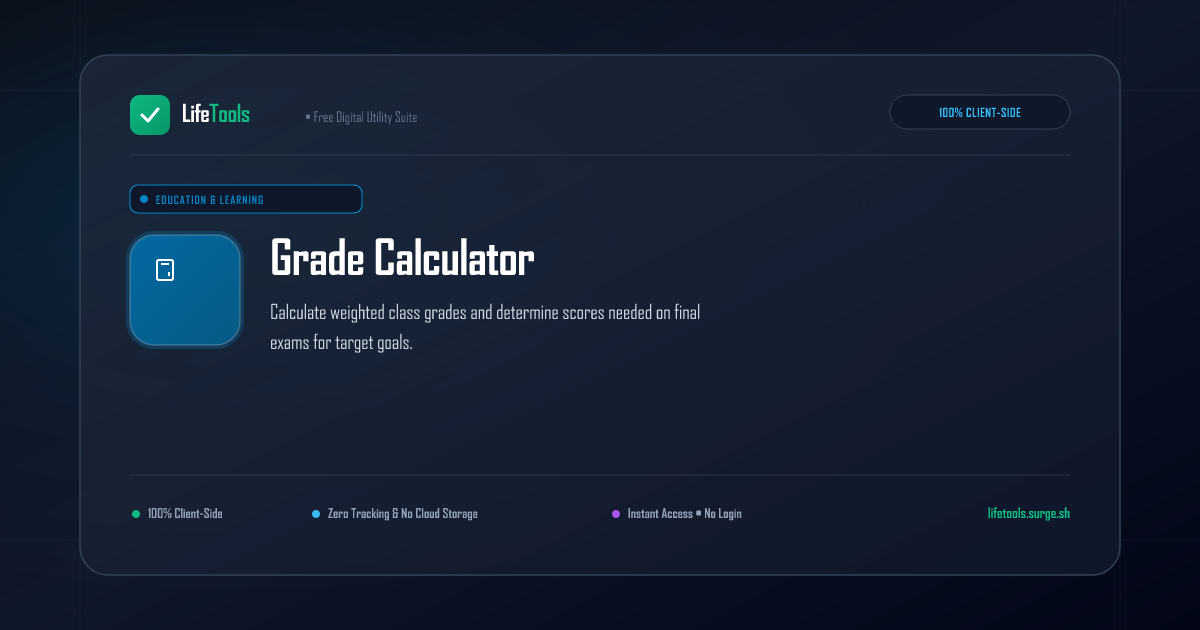 LifeTools
▪ Free Digital Utility Suite
100% CLIENT-SIDE
EDUCATION & LEARNING
Grade Calculator
Calculate weighted class grades and determine scores needed on final
exams for target goals.
100% Client-Side
Zero Tracking & No Cloud Storage
Instant Access ▪ No Login
lifetools.surge.sh